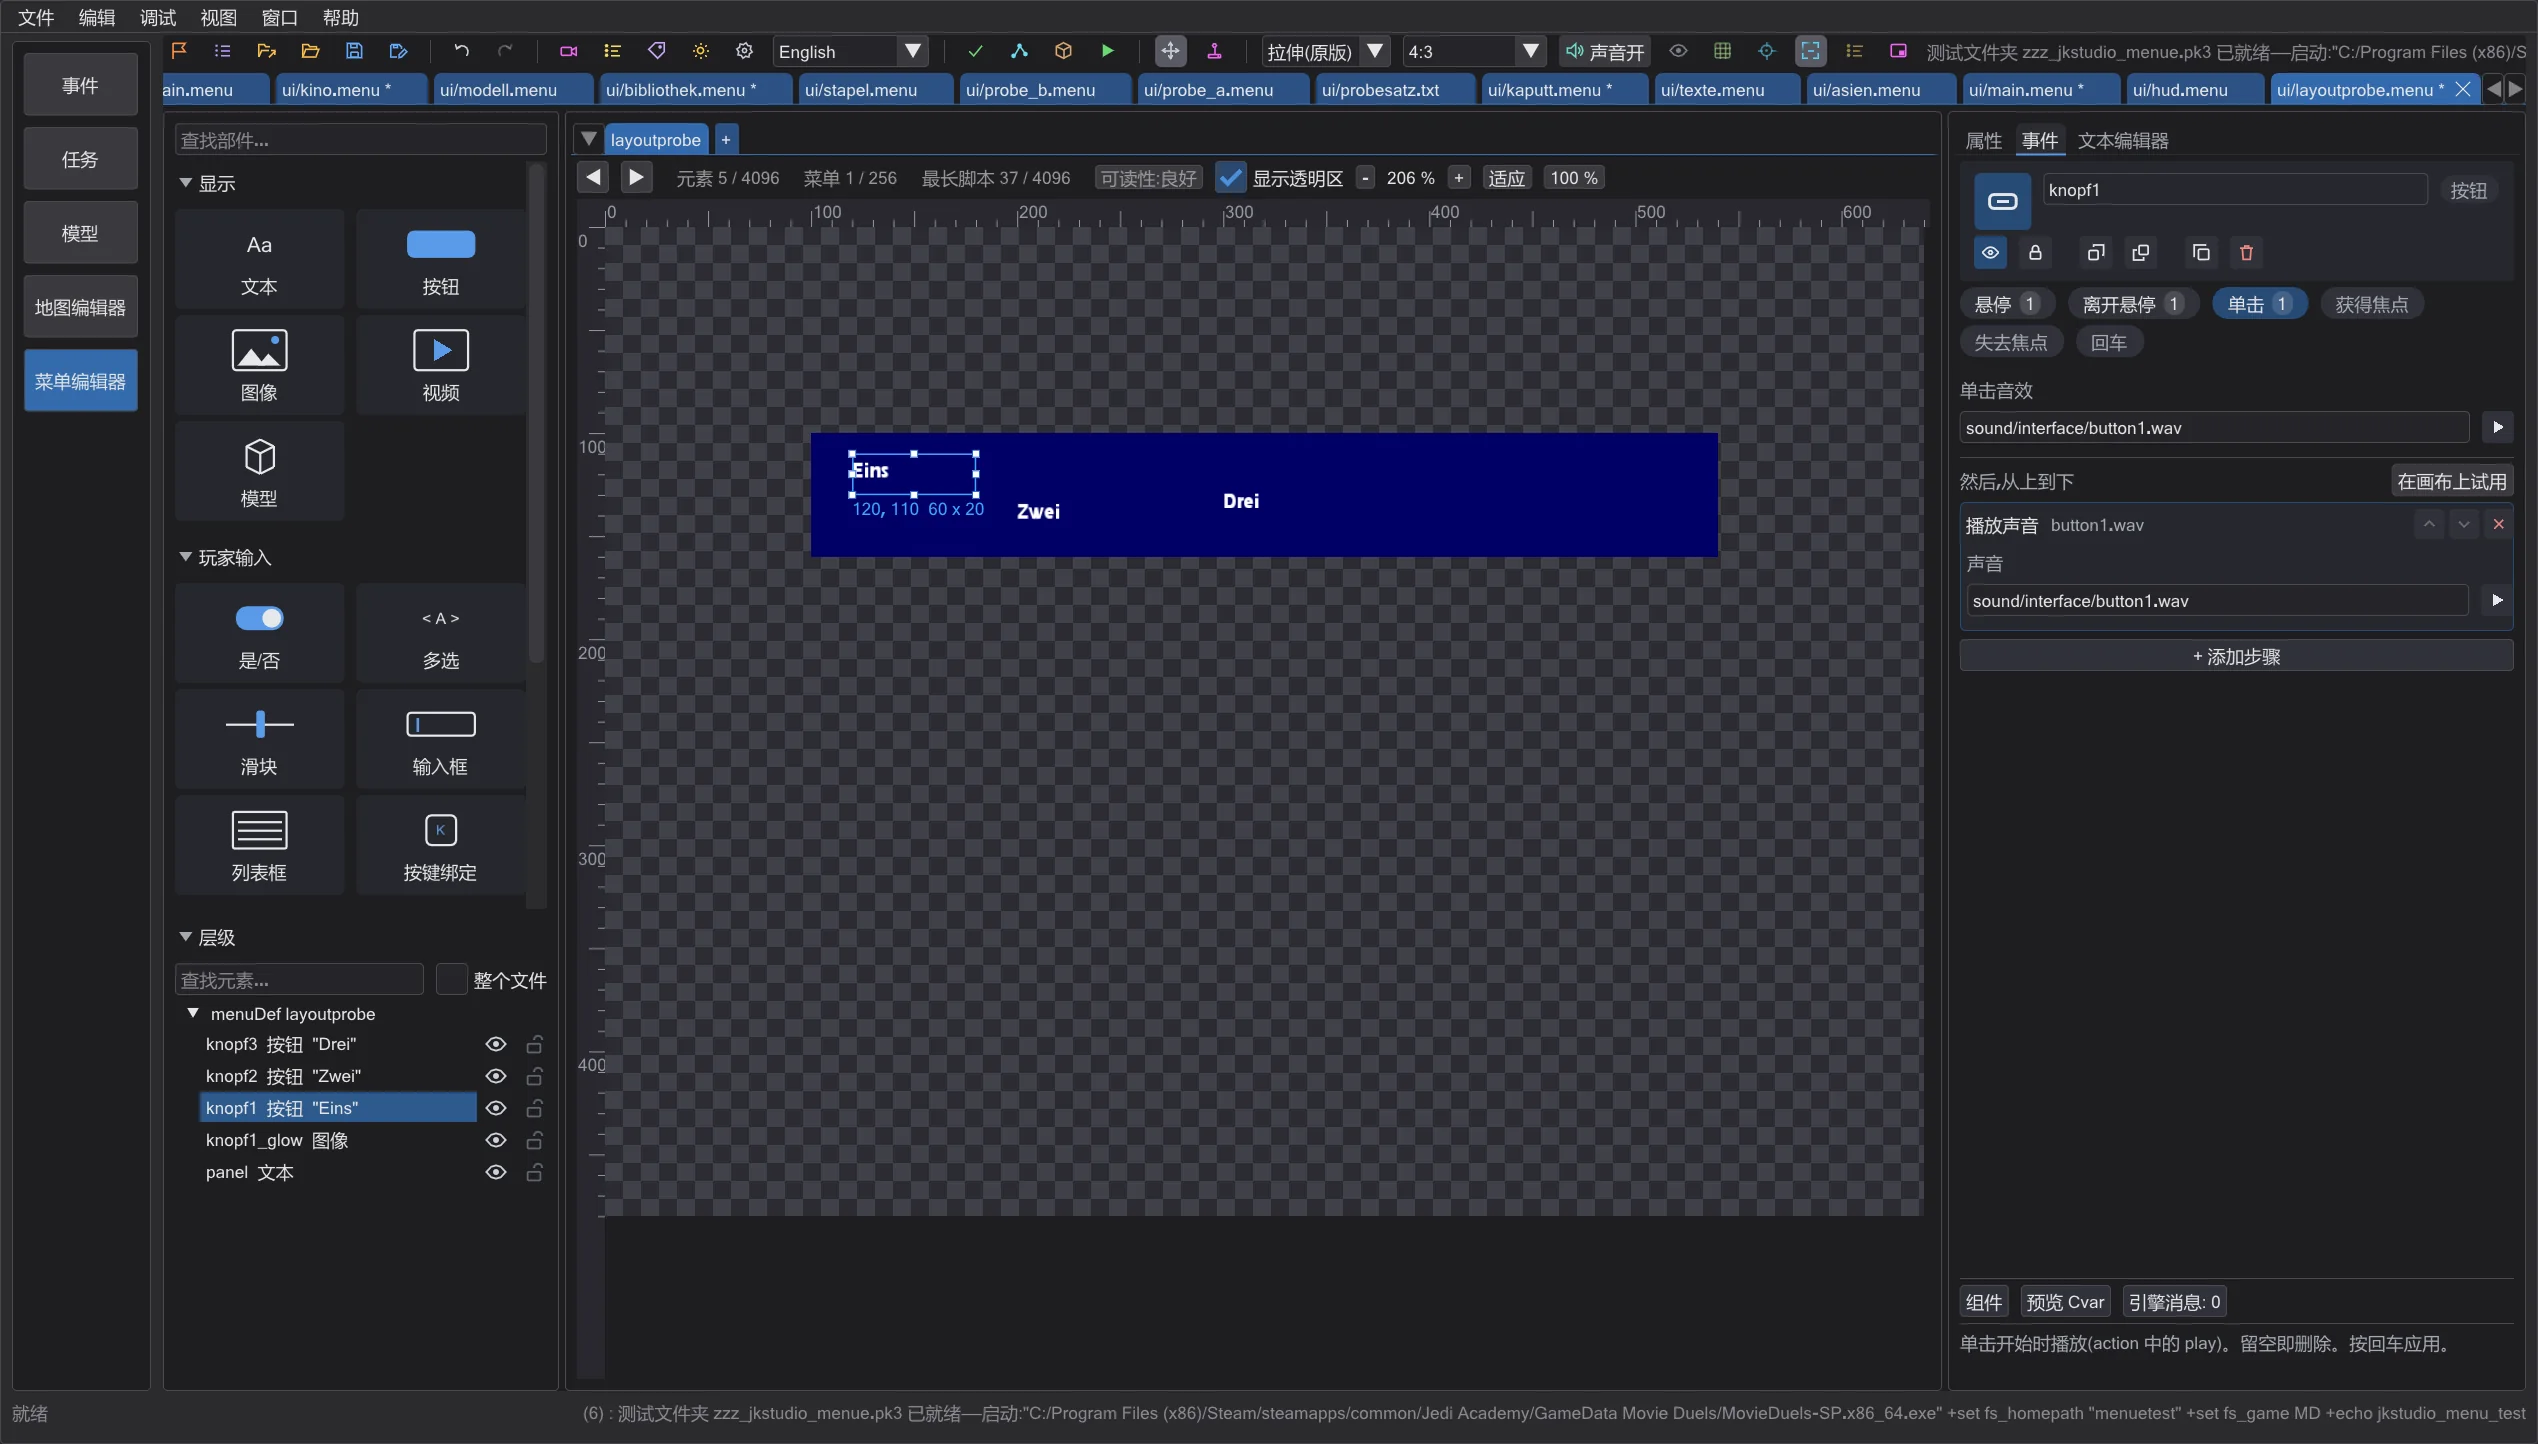 文件 编辑 调试 视图 窗口 帮助
English 拉伸(原版) 4:3 声音开 测试文件夹 zzz_jkstudio_menue.pk3 已就绪—启动:"C:/Program Files (x86)/S
ain.menu ui/kino.menu * ui/modell.menu ui/bibliothek.menu * ui/stapel.menu ui/probe_b.menu ui/probe_a.menu ui/probesatz.txt ui/kaputt.menu * ui/texte.menu ui/asien.menu ui/main.menu * ui/hud.menu ui/layoutprobe.menu *
事件
任务
模型
地图编辑器
菜单编辑器
查找部件...
显示
Aa
文本 按钮
图像 视频
模型
玩家输入
< A >
是/否 多选
滑块 输入框
K
列表框 按键绑定
层级
查找元素... 整个文件
menuDef layoutprobe
knopf3 按钮 "Drei"
knopf2 按钮 "Zwei"
knopf1 按钮 "Eins"
knopf1_glow 图像
panel 文本
layoutprobe +
元素 5 / 4096 菜单 1 / 256 最长脚本 37 / 4096 可读性:良好 显示透明区 - 206 % + 适应 100 %
0 100 200 300 400 500 600
0
100
200
300
400
Eins
120, 110 60 x 20
Zwei
Drei
属性 事件 文本编辑器
knopf1 按钮
悬停 1 离开悬停 1 单击 1 获得焦点
失去焦点 回车
单击音效
sound/interface/button1.wav
然后,从上到下 在画布上试用
播放声音 button1.wav
声音
sound/interface/button1.wav
+ 添加步骤
组件 预览 Cvar 引擎消息: 0
单击开始时播放(action 中的 play)。留空即删除。按回车应用。
就绪 (6) : 测试文件夹 zzz_jkstudio_menue.pk3 已就绪—启动:"C:/Program Files (x86)/Steam/steamapps/common/Jedi Academy/GameData Movie Duels/MovieDuels-SP.x86_64.exe" +set fs_homepath "menuetest" +set fs_game MD +echo jkstudio_menu_test